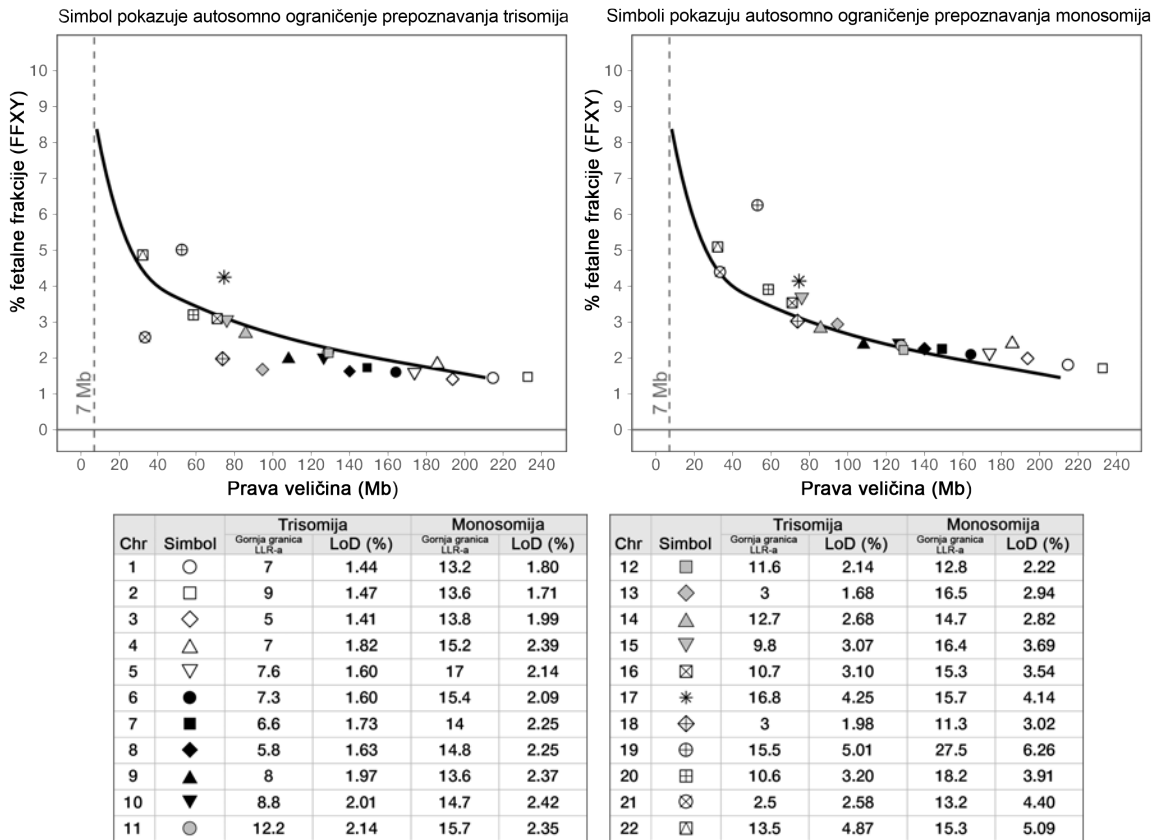 Simbol pokazuje autosomno ograničenje prepoznavanja trisomija
% fetalne frakcije (FFXY)
10
9
8
7
6
5
4
3
2
1
0
7 Mb
0 20 40 60 80 100 120 140 160 180 200 220 240
Prava veličina (Mb)
Simboli pokazuju autosomno ograničenje prepoznavanja monosomija
% fetalne frakcije (FFXY)
10
9
8
7
6
5
4
3
2
1
0
7 Mb
0 20 40 60 80 100 120 140 160 180 200 220 240
Prava veličina (Mb)
Trisomija Monosomija
Chr Simbol Gornja granica LLR-a LoD (%) Gornja granica LLR-a LoD (%)
1 7 1.44 13.2 1.80
2 9 1.47 13.6 1.71
3 5 1.41 13.8 1.99
4 7 1.82 15.2 2.39
5 7.6 1.60 17 2.14
6 7.3 1.60 15.4 2.09
7 6.6 1.73 14 2.25
8 5.8 1.63 14.8 2.25
9 8 1.97 13.6 2.37
10 8.8 2.01 14.7 2.42
11 12.2 2.14 15.7 2.35
Trisomija Monosomija
Chr Simbol Gornja granica LLR-a LoD (%) Gornja granica LLR-a LoD (%)
12 11.6 2.14 12.8 2.22
13 3 1.68 16.5 2.94
14 12.7 2.68 14.7 2.82
15 9.8 3.07 16.4 3.69
16 10.7 3.10 15.3 3.54
17 16.8 4.25 15.7 4.14
18 3 1.98 11.3 3.02
19 15.5 5.01 27.5 6.26
20 10.6 3.20 18.2 3.91
21 2.5 2.58 13.2 4.40
22 13.5 4.87 15.3 5.09